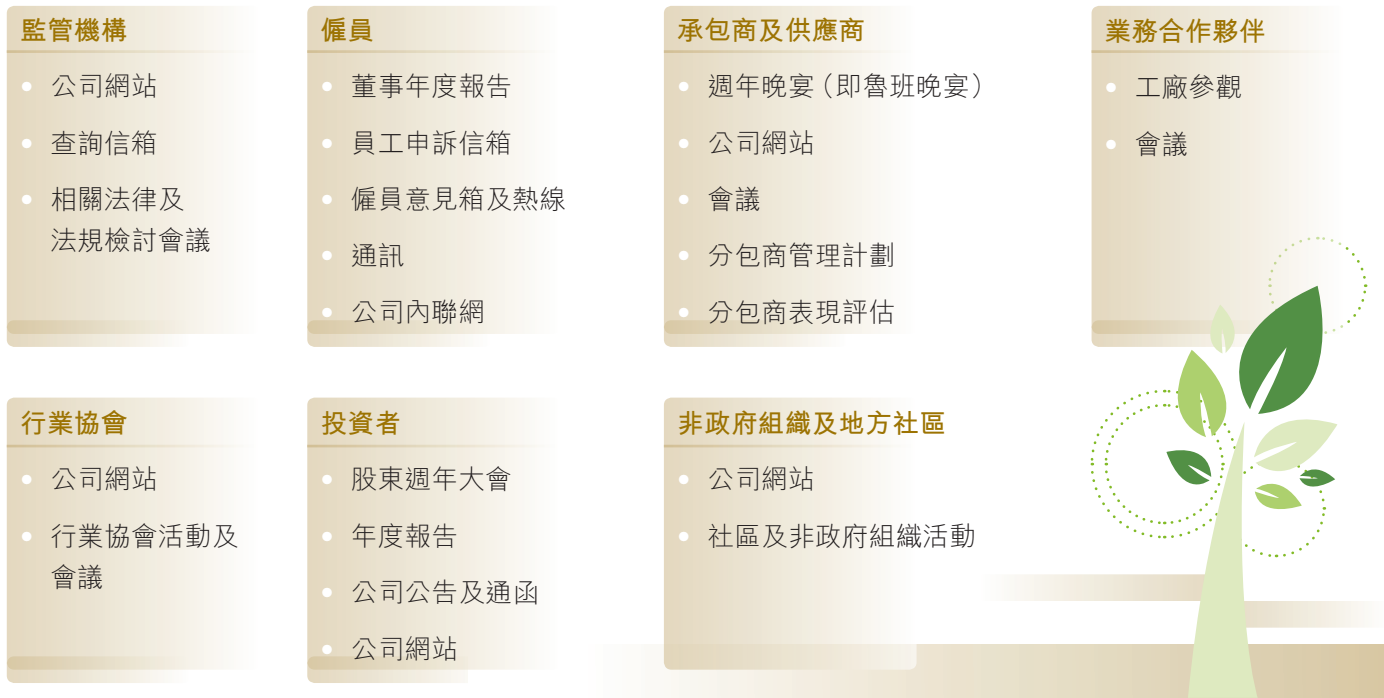 監管機構
公司網站
查詢信箱
相關法律及
法規檢討會議
僱員
董事年度報告
員工申訴信箱
僱員意見箱及熱線
通訊
公司內聯網
承包商及供應商
週年晚宴（即魯班晚宴）
公司網站
會議
分包商管理計劃
分包商表現評估
業務合作夥伴
工廠參觀
會議
行業協會
公司網站
行業協會活動及
會議
投資者
股東週年大會
年度報告
公司公告及通函
公司網站
非政府組織及地方社區
公司網站
社區及非政府組織活動